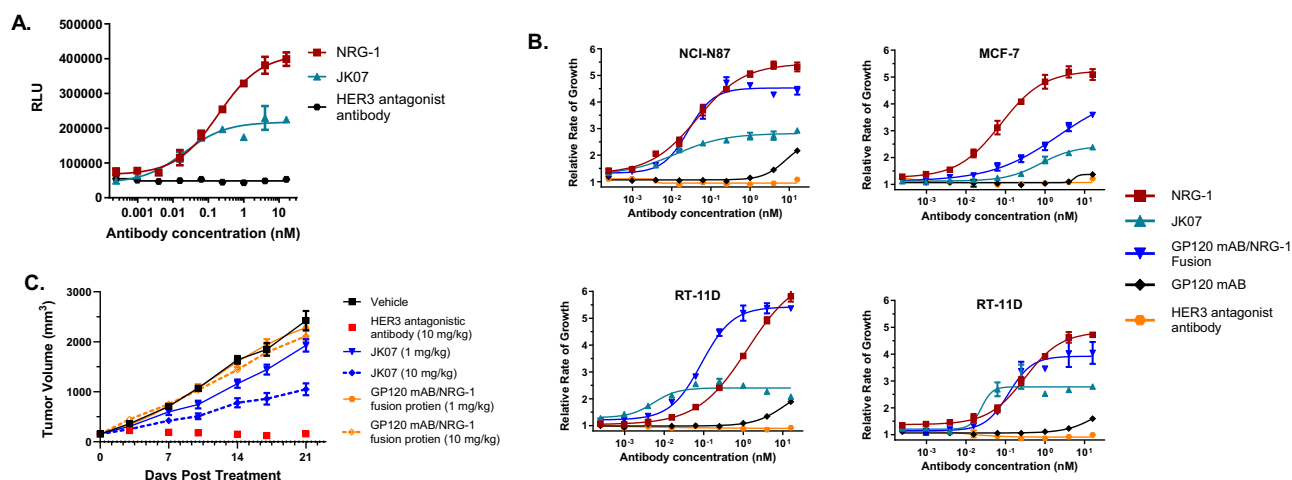 A.
RLU
500000
400000
300000
200000
100000
0
0.001
0.01
0.1
1
10
Antibody concentration (nM)
NRG-1
JK07
HER3 antagonist
antibody
B.
NCI-N87
Relative Rate of Growth
6
5
4
3
2
1
10-3
10-2
10-1
100
101
Antibody concentration (nM)
MCF-7
Relative Rate of Growth
6
5
4
3
2
1
10-3
10-2
10-1
100
101
Antibody concentration (nM)
RT-11D
Relative Rate of Growth
6
5
4
3
2
1
10-3
10-2
10-1
100
101
Antibody concentration (nM)
RT-11D
Relative Rate of Growth
6
5
4
3
2
1
10-3
10-2
10-1
100
101
Antibody concentration (nM)
NRG-1
JK07
GP120 mAB/NRG-1
Fusion
GP120 mAB
HER3 antagonist
antibody
C.
Tumor Volume (mm3)
3000
2000
1000
0
0
7
14
21
Days Post Treatment
Vehicle
HER3 antagonistic
antibody (10 mg/kg)
JK07 (1 mg/kg)
JK07 (10 mg/kg)
GP120 mAB/NRG-1
fusion protien (1 mg/kg)
GP120 mAB/NRG-1
fusion protien (10 mg/kg)